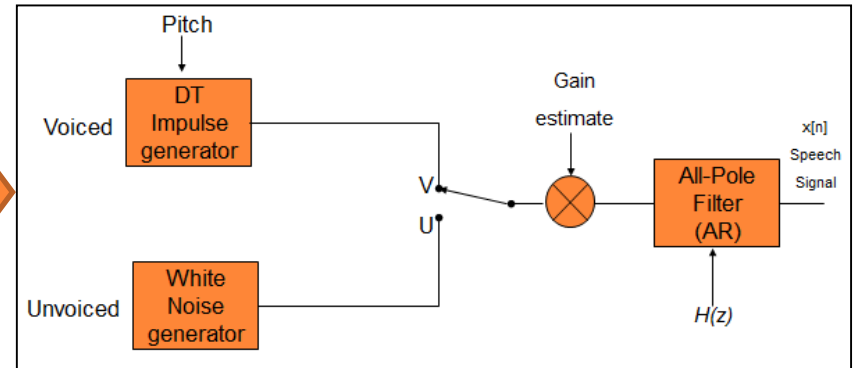 Pitch
Voiced
DT
Impulse
generator
Gain
estimate
V
U
All-Pole
Filter
(AR)
x[n]
Speech
Signal
Unvoiced
White
Noise
generator
H(z)